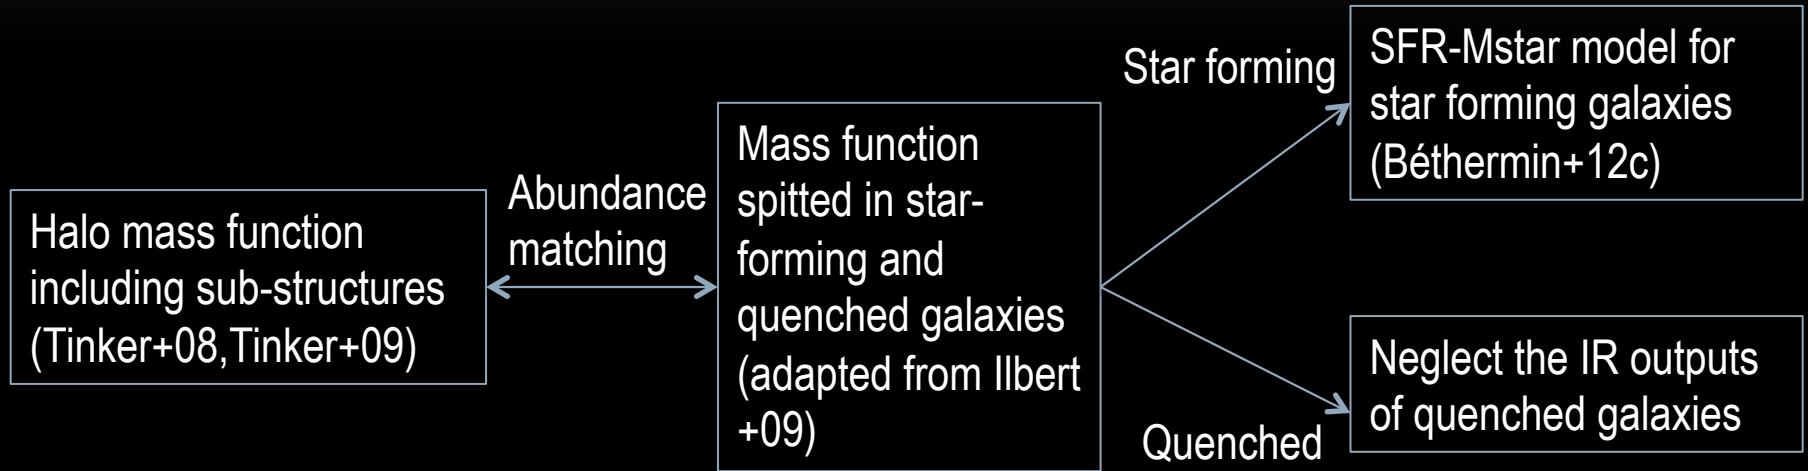 Halo mass function
including sub-structures
(Tinker+08,Tinker+09)
Abundance
matching
Mass function
spitted in star-
forming and
quenched galaxies
(adapted from Ilbert
+09)
Star forming
SFR-Mstar model for
star forming galaxies
(Béthermin+12c)
Quenched
Neglect the IR outputs
of quenched galaxies